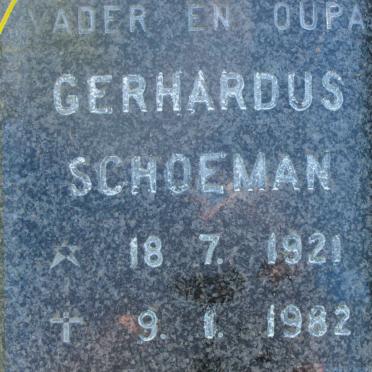 VADER EN OUPA
GERHARDUS
SCHOEMAN
18. 7. 1921
9. 1. 1982